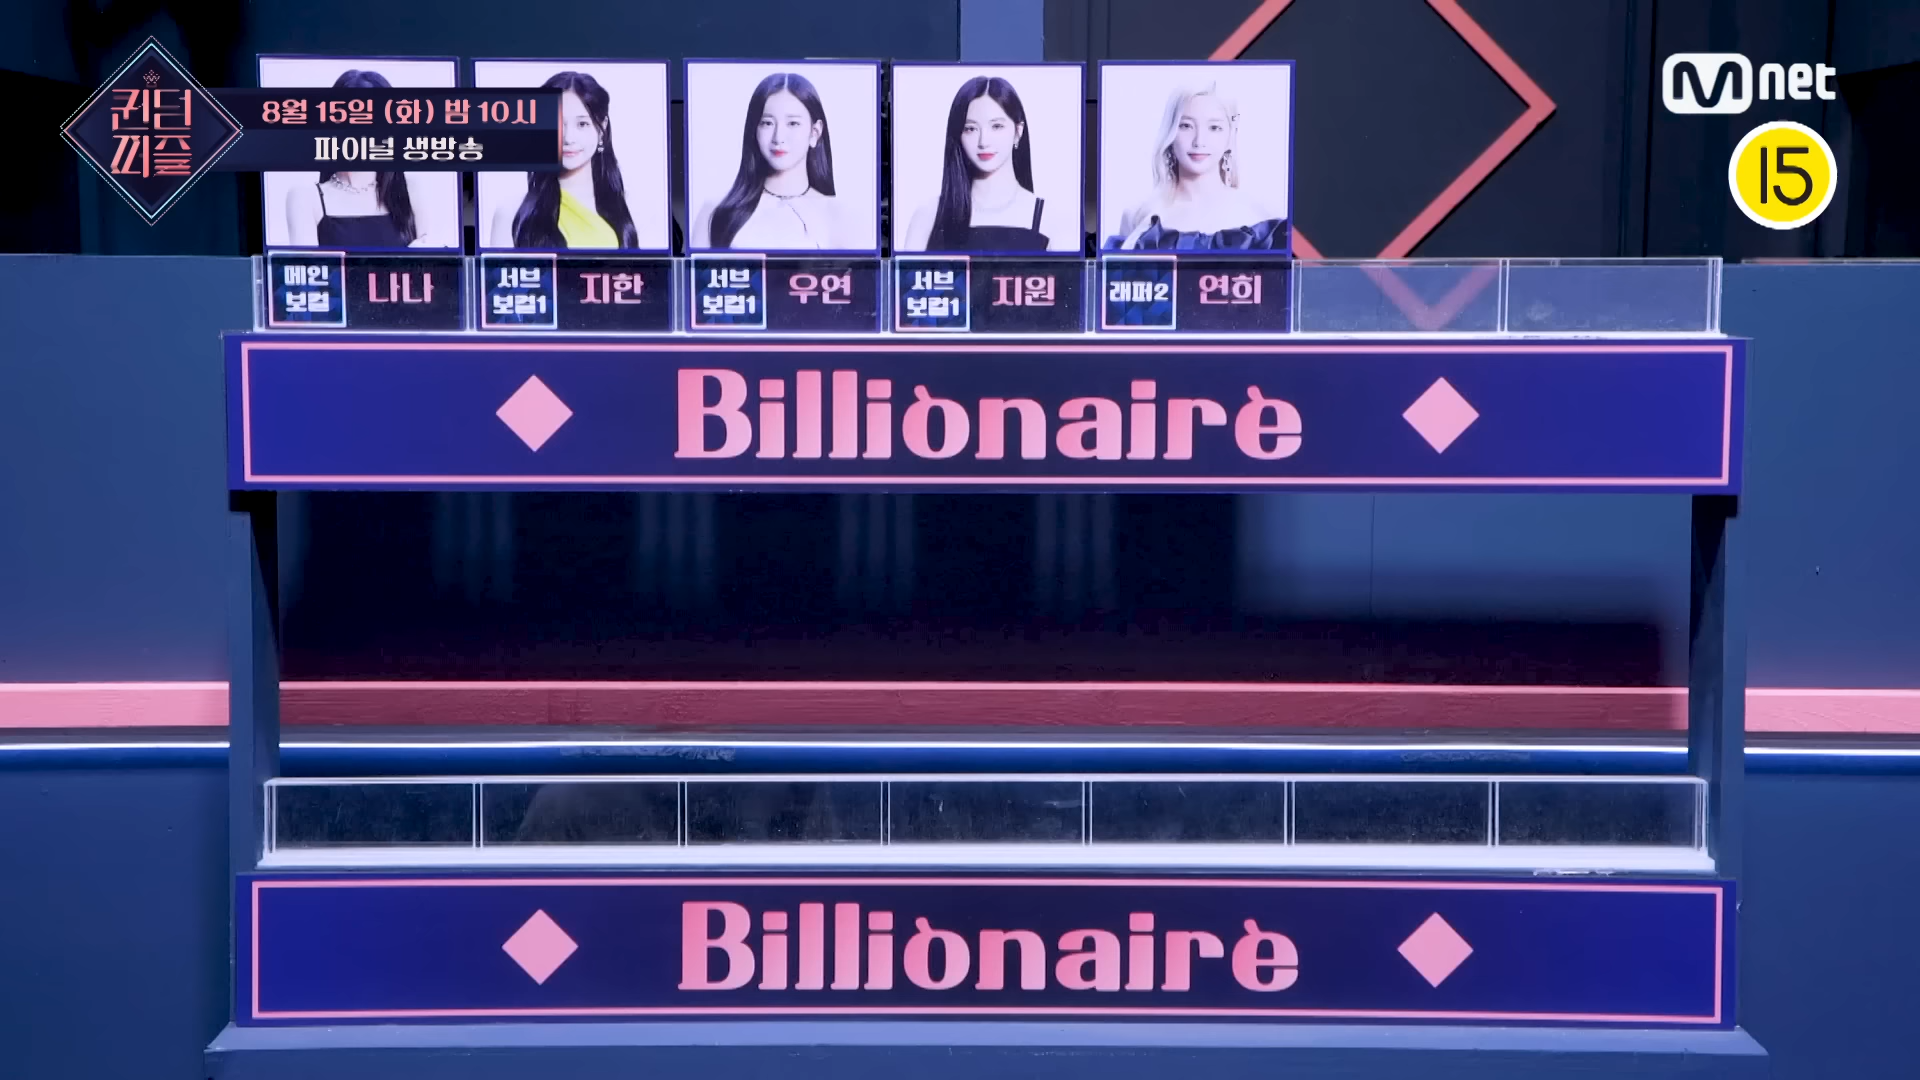 퀸덤
퍼즐
8월 15일 (화) 밤 10시
파이널 생방송
Mnet
15
메인
보컬
나나
서브
보컬1
지한
서브
보컬1
우연
서브
보컬1
지원
래퍼2
연희
Billionaire
Billionaire